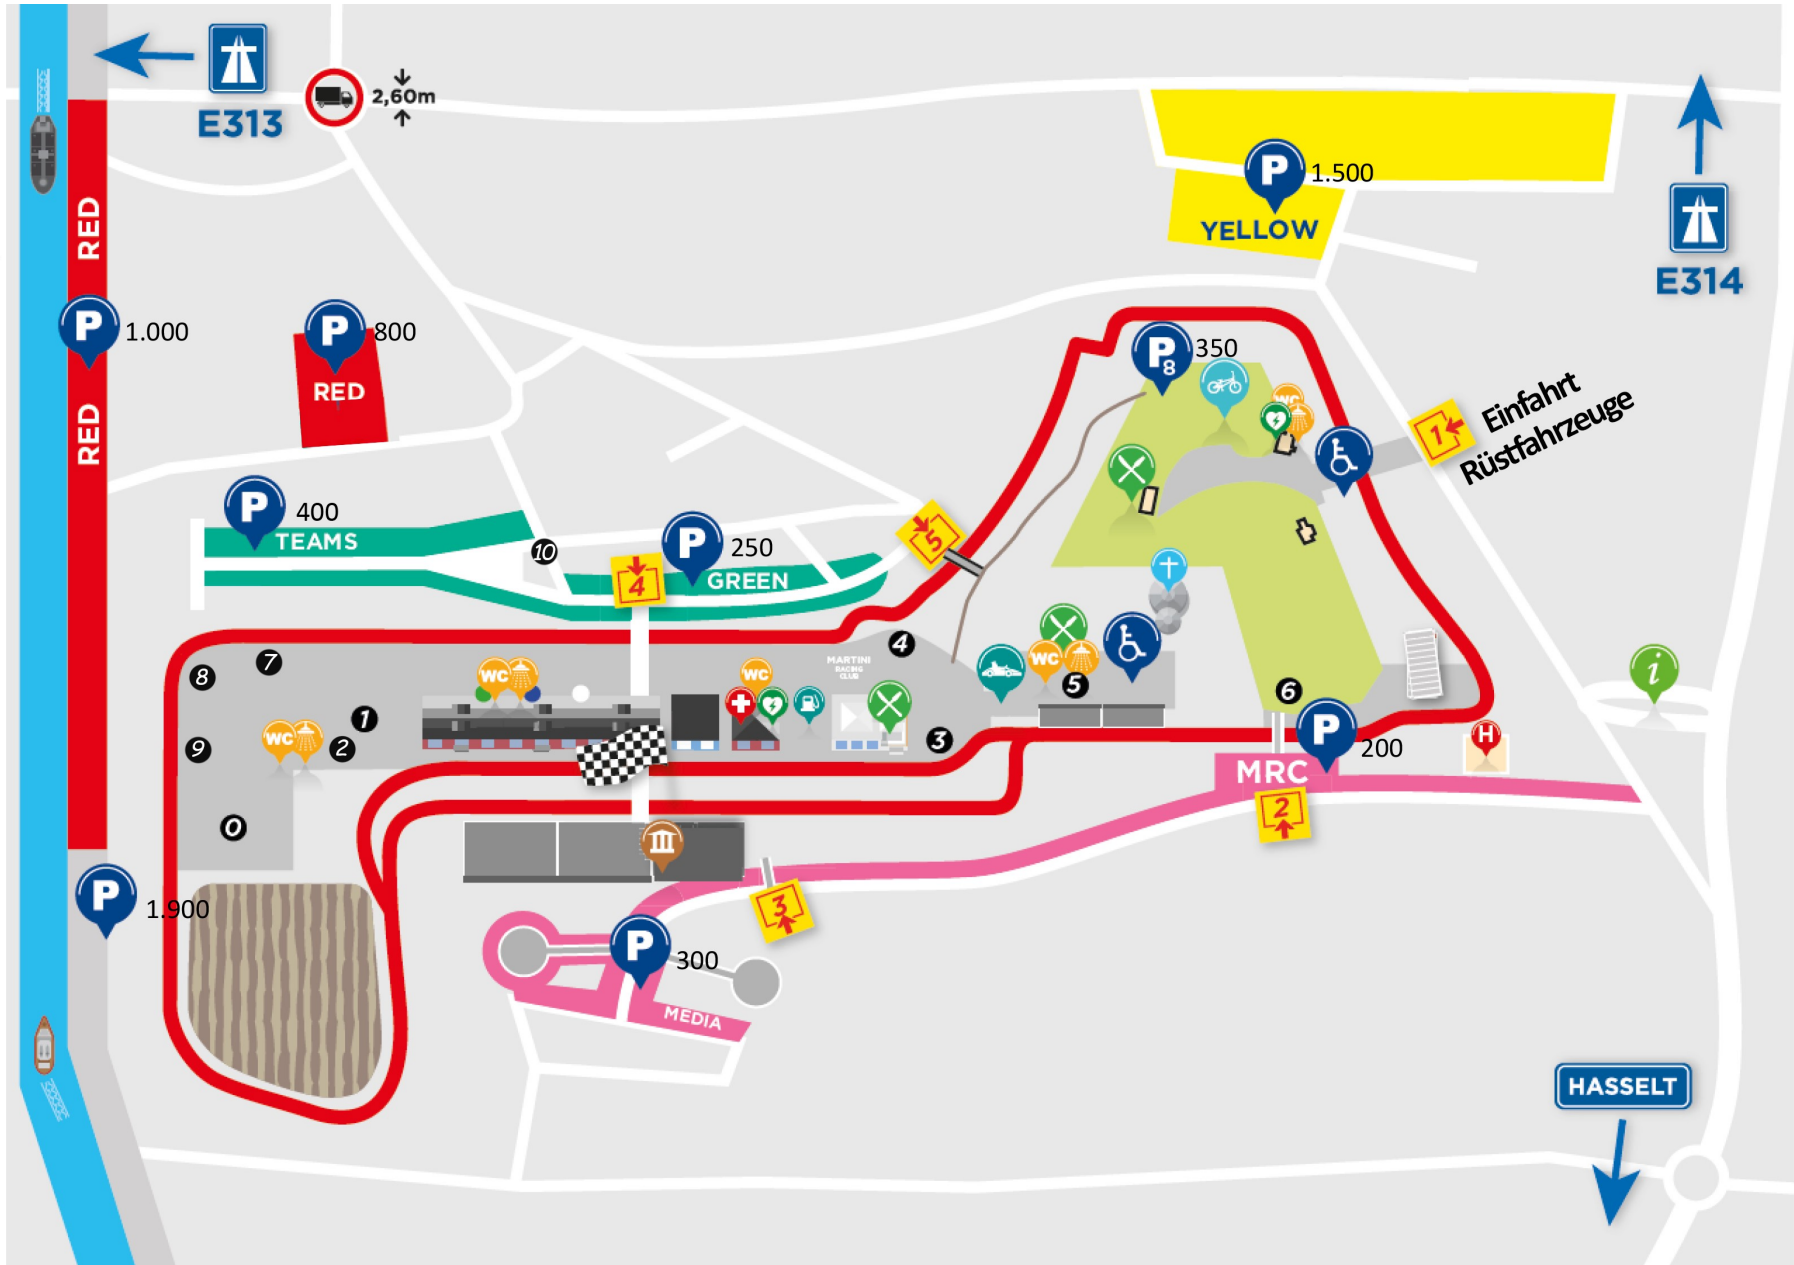 E313
2,60m
RED
P
1.500
YELLOW
E314
P
1.000
P
800
RED
P
8
350
WC
1
Einfahrt
Rüstfahrzeuge
RED
P
400
TEAMS
10
P
250
GREEN
4
5
4
7
8
WC
WC
MARTINI
RACING
CLUB
WC
5
6
i
1
WC
2
9
3
P
200
H
MRC
2
0
P
1.900
3
P
300
MEDIA
HASSELT